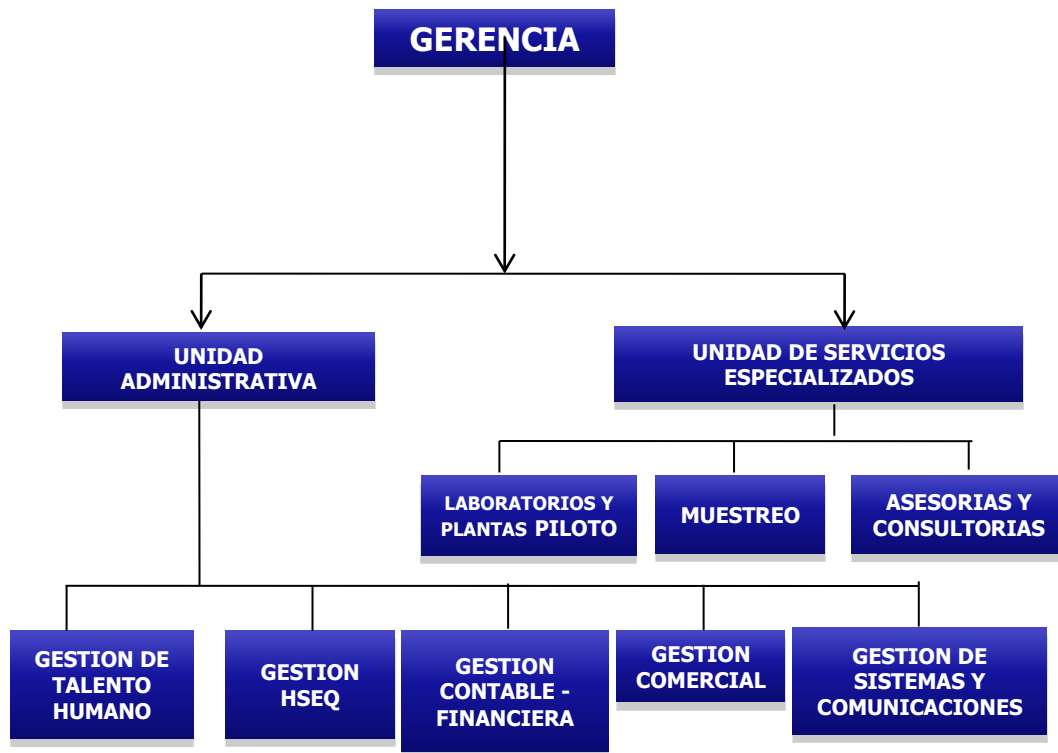 GERENCIA
UNIDAD
ADMINISTRATIVA
UNIDAD DE SERVICIOS
ESPECIALIZADOS
LABORATORIOS Y
PLANTAS PILOTO
MUESTREO
ASESORIAS Y
CONSULTORIAS
GESTION DE
TALENTO
HUMANO
GESTION
HSEQ
GESTION
CONTABLE -
FINANCIERA
GESTION
COMERCIAL
GESTION DE
SISTEMAS Y
COMUNICACIONES